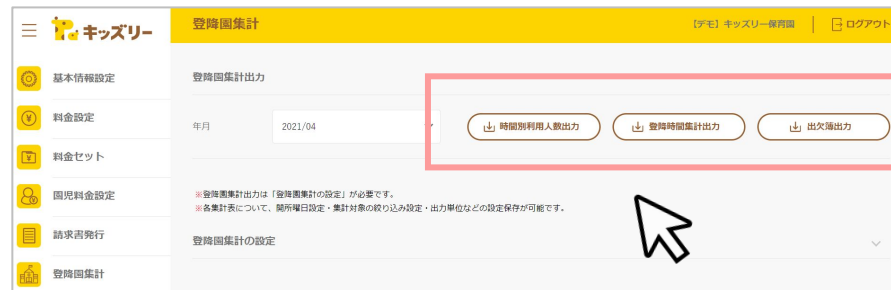 キッズリー
登降園集計
【デモ】キッズリー保育園
ログアウト
基本情報設定
料金設定
料金セット
園児料金設定
請求書発行
登降園集計
登降園集計出力
年月
2021/04
時間別利用人数出力
登降時間集計出力
出欠簿出力
※登降園集計出力は「登降園集計の設定」が必要です。
※各集計表について、開所曜日設定・集計対象の絞り込み設定・出力単位などの設定保存が可能です。
登降園集計の設定